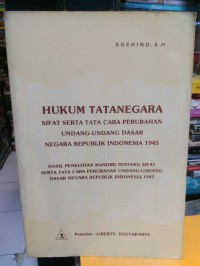 SOEHINO, S.H.
HUKUM TATANEGARA
SIFAT SERTA TATA CARA PERUBAHAN
UNDANG-UNDANG DASAR
NEGARA REPUBLIK INDONESIA 1945
HASIL PENELITIAN MANDIRI TENTANG SIFAT
SERTA TATA CARA PERUBAHAN UNDANG-UNDANG
DASAR NEGARA REPUBLIK INDONESIA 1945
Penerbit - LIBERTY, YOGYAKARTA